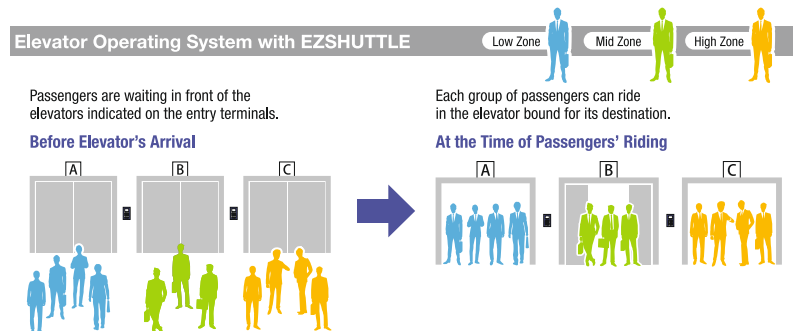 Elevator Operating System with EZSHUTTLE
Low Zone
Mid Zone
High Zone
Passengers are waiting in front of the
elevators indicated on the entry terminals.
Before Elevator's Arrival
A
B
C
Each group of passengers can ride
in the elevator bound for its destination.
At the Time of Passengers' Riding
A
B
C